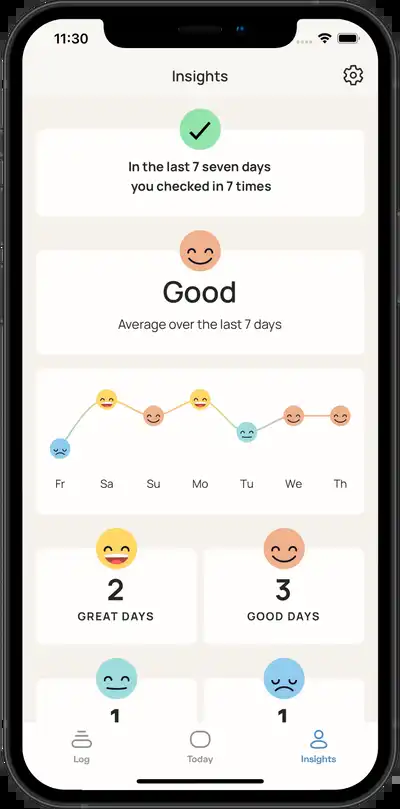 11:30
Insights
In the last 7 seven days
you checked in 7 times
Good
Average over the last 7 days
Fr Sa Su Mo Tu We Th
2 3
GREAT DAYS GOOD DAYS
1 1
Log Today Insights